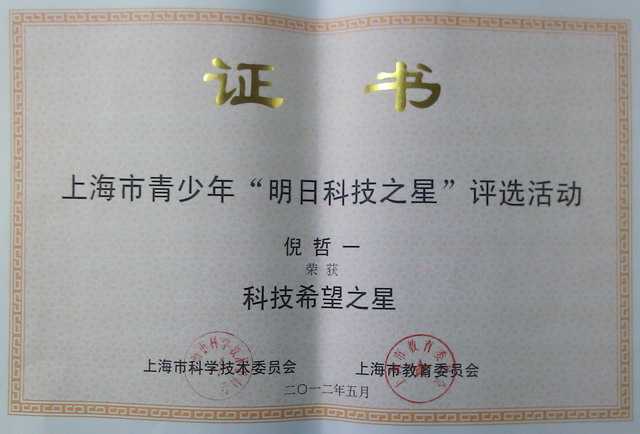 证书
上海市青少年“明日科技之星”评选活动
倪哲一
荣获
科技希望之星
上海市科学技术委员会 上海市教育委员会
二〇一二年五月